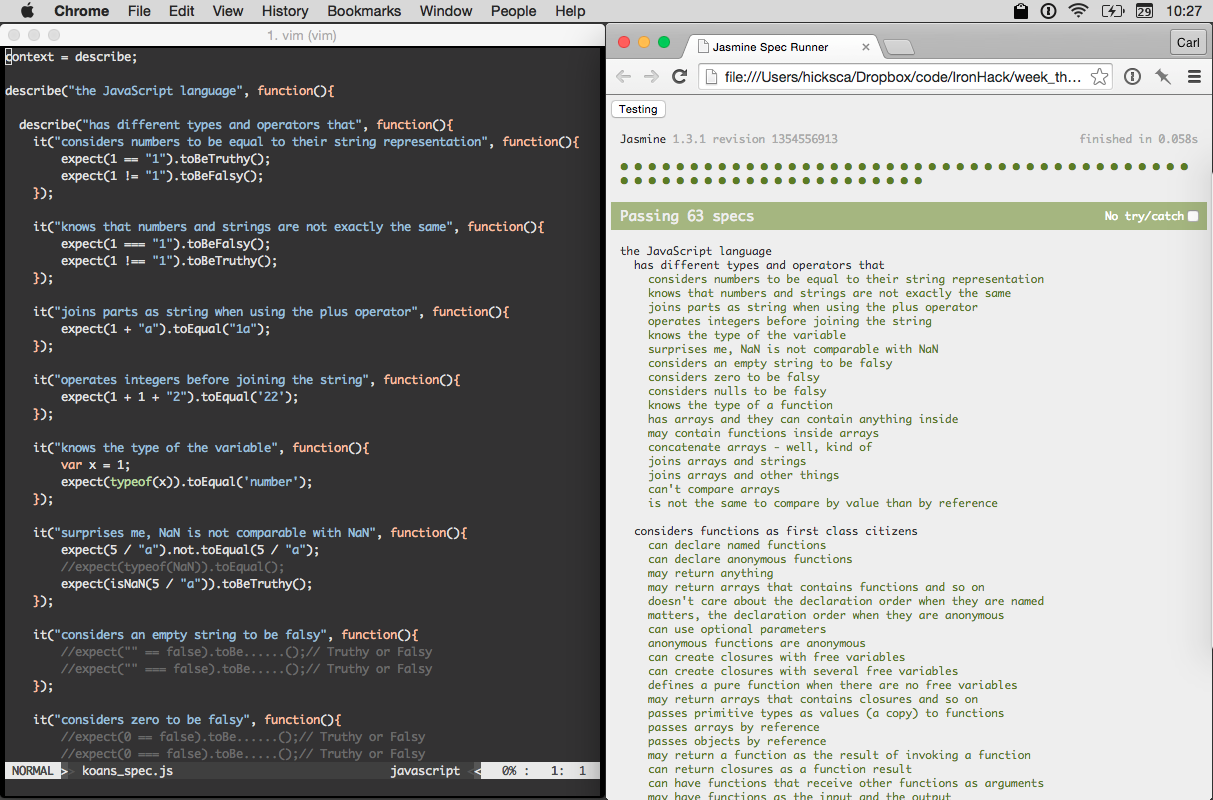 Chrome File Edit View History Bookmarks Window People Help 29 10:27
1. vim (vim)
context = describe;
describe("the JavaScript language", function(){
describe("has different types and operators that", function(){
it("considers numbers to be equal to their string representation", function(){
expect(1 == "1").toBeTruthy();
expect(1 != "1").toBeFalsy();
});
it("knows that numbers and strings are not exactly the same", function(){
expect(1 === "1").toBeFalsy();
expect(1 !== "1").toBeTruthy();
});
it("joins parts as string when using the plus operator", function(){
expect(1 + "a").toEqual("1a");
});
it("operates integers before joining the string", function(){
expect(1 + 1 + "2").toEqual('22');
});
it("knows the type of the variable", function(){
var x = 1;
expect(typeof(x)).toEqual('number');
});
it("surprises me, NaN is not comparable with NaN", function(){
expect(5 / "a").not.toEqual(5 / "a");
//expect(typeof(NaN)).toEqual();
expect(isNaN(5 / "a")).toBeTruthy();
});
it("considers an empty string to be falsy", function(){
//expect("" == false).toBe......();// Truthy or Falsy
//expect("" === false).toBe......();// Truthy or Falsy
});
it("considers zero to be falsy", function(){
//expect(0 == false).toBe......();// Truthy or Falsy
//expect(0 === false).toBe......();// Truthy or Falsy
NORMAL > koans_spec.js javascript < 0% : 1: 1
Jasmine Spec Runner
Carl
file:///Users/hicksca/Dropbox/code/IronHack/week_th...
Testing
Jasmine 1.3.1 revision 1354556913 finished in 0.058s
Passing 63 specs No try/catch
the JavaScript language
has different types and operators that
considers numbers to be equal to their string representation
knows that numbers and strings are not exactly the same
joins parts as string when using the plus operator
operates integers before joining the string
knows the type of the variable
surprises me, NaN is not comparable with NaN
considers an empty string to be falsy
considers zero to be falsy
considers nulls to be falsy
knows the type of a function
has arrays and they can contain anything inside
may contain functions inside arrays
concatenate arrays - well, kind of
joins arrays and strings
joins arrays and other things
can't compare arrays
is not the same to compare by value than by reference
considers functions as first class citizens
can declare named functions
can declare anonymous functions
may return anything
may return arrays that contains functions and so on
doesn't care about the declaration order when they are named
matters, the declaration order when they are anonymous
can use optional parameters
anonymous functions are anonymous
can create closures with free variables
can create closures with several free variables
defines a pure function when there are no free variables
may return arrays that contains closures and so on
passes primitive types as values (a copy) to functions
passes arrays by reference
passes objects by reference
may return a function as the result of invoking a function
can return closures as a function result
can have functions that receive other functions as arguments
may have functions as the input and the output